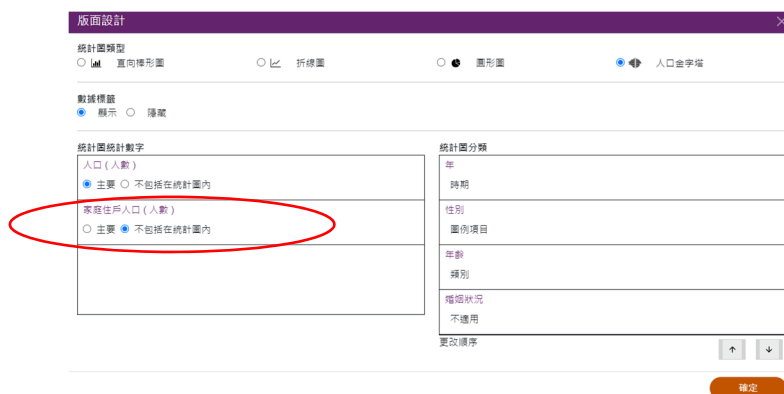 版面設計
統計圖類型
直向棒形圖 折線圖 圓形圖 人口金字塔
數據標籤
顯示 隱藏
統計圖統計數字
人口 ( 人數 )
主要 不包括在統計圖內
家庭住戶人口 ( 人數 )
主要 不包括在統計圖內
統計圖分類
年
時期
性別
圖例項目
年齡
類別
婚姻狀況
不適用
更改順序
確定